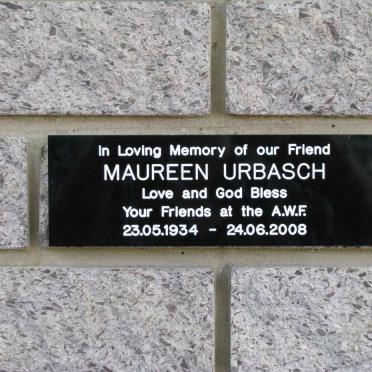 In Loving Memory of our Friend
MAUREEN URBASCH
Love and God Bless
Your Friends at the A.W.F.
23.05.1934 - 24.06.2008